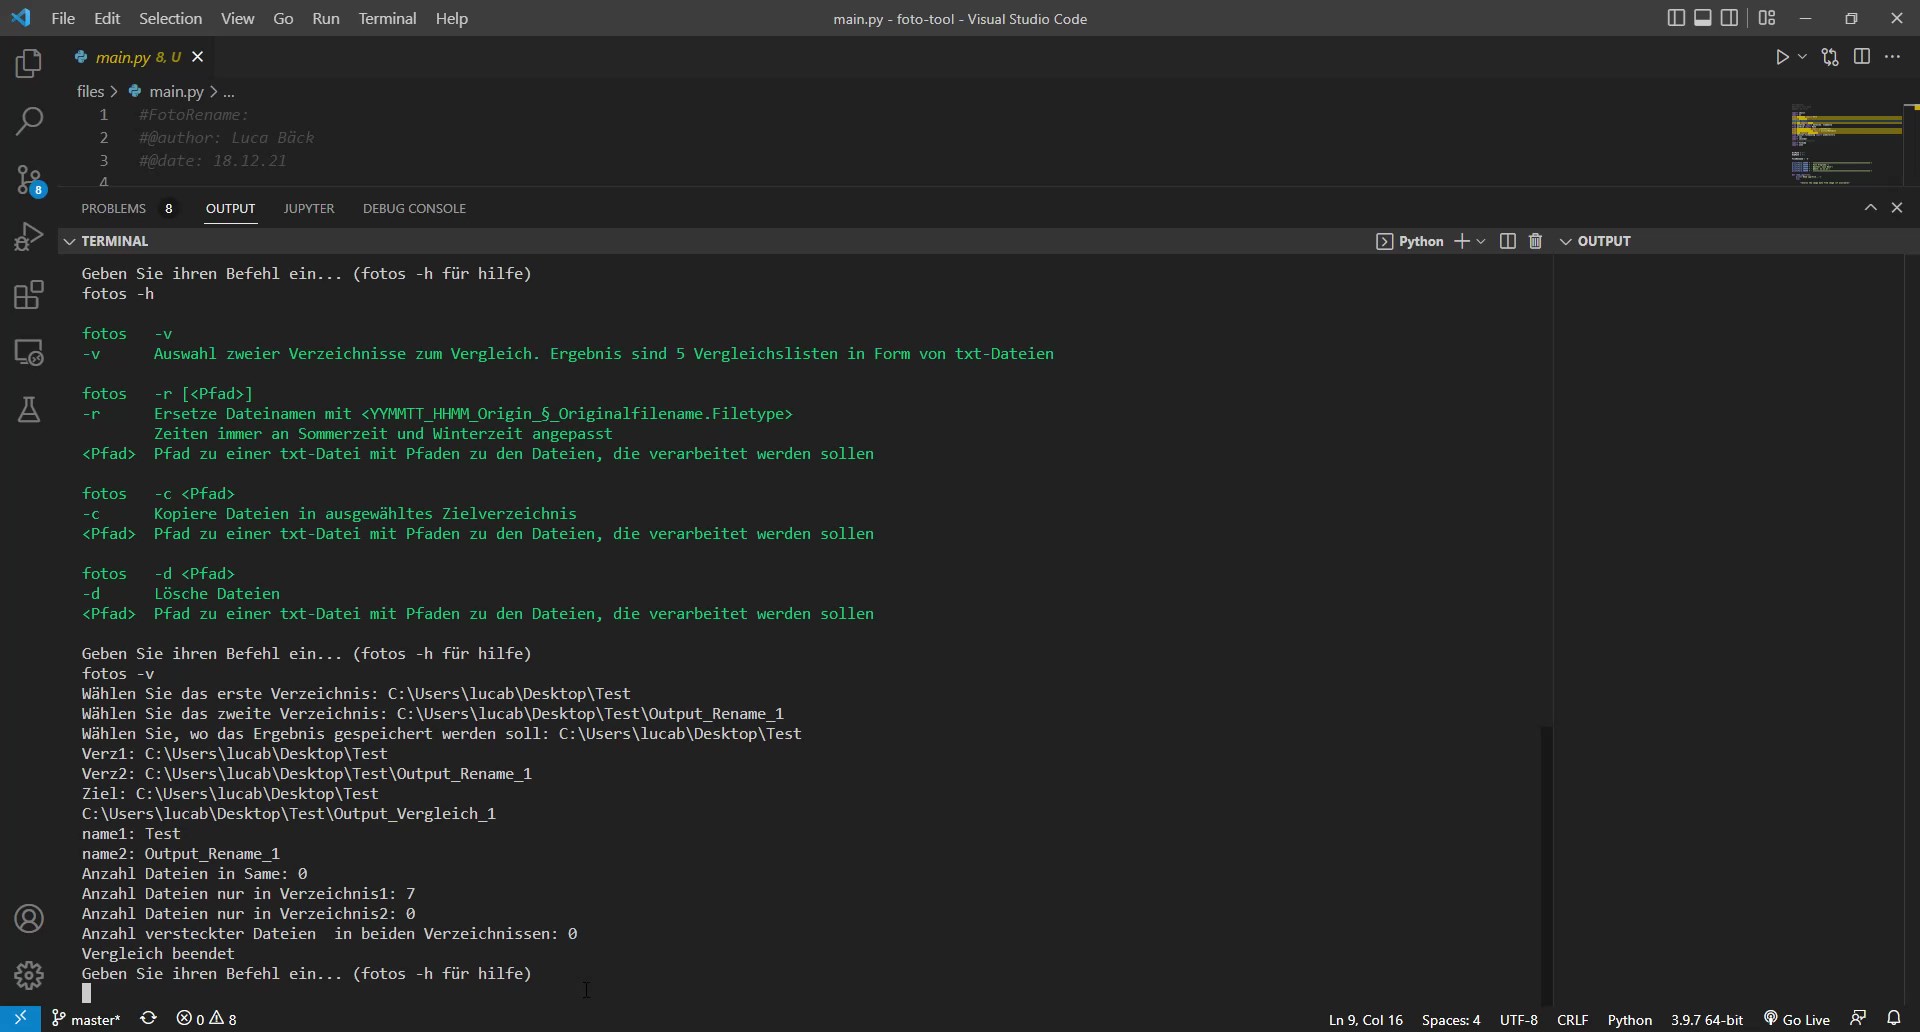 File Edit Selection View Go Run Terminal Help
main.py - foto-tool - Visual Studio Code
main.py 8, U
files > main.py > ...
1 #FotoRename:
2 #@author: Luca Bäck
3 #@date: 18.12.21
4
PROBLEMS 8 OUTPUT JUPYTER DEBUG CONSOLE
TERMINAL
Python
OUTPUT
Geben Sie ihren Befehl ein... (fotos -h für hilfe)
fotos -h
fotos -v
-v Auswahl zweier Verzeichnisse zum Vergleich. Ergebnis sind 5 Vergleichslisten in Form von txt-Dateien
fotos -r [<Pfad>]
-r Ersetze Dateinamen mit <YYMMTT_HHMM_Origin_§_Originalfilename.Filetype>
Zeiten immer an Sommerzeit und Winterzeit angepasst
<Pfad> Pfad zu einer txt-Datei mit Pfaden zu den Dateien, die verarbeitet werden sollen
fotos -c <Pfad>
-c Kopiere Dateien in ausgewähltes Zielverzeichnis
<Pfad> Pfad zu einer txt-Datei mit Pfaden zu den Dateien, die verarbeitet werden sollen
fotos -d <Pfad>
-d Lösche Dateien
<Pfad> Pfad zu einer txt-Datei mit Pfaden zu den Dateien, die verarbeitet werden sollen
Geben Sie ihren Befehl ein... (fotos -h für hilfe)
fotos -v
Wählen Sie das erste Verzeichnis: C:\Users\lucab\Desktop\Test
Wählen Sie das zweite Verzeichnis: C:\Users\lucab\Desktop\Test\Output_Rename_1
Wählen Sie, wo das Ergebnis gespeichert werden soll: C:\Users\lucab\Desktop\Test
Verz1: C:\Users\lucab\Desktop\Test
Verz2: C:\Users\lucab\Desktop\Test\Output_Rename_1
Ziel: C:\Users\lucab\Desktop\Test
C:\Users\lucab\Desktop\Test\Output_Vergleich_1
name1: Test
name2: Output_Rename_1
Anzahl Dateien in Same: 0
Anzahl Dateien nur in Verzeichnis1: 7
Anzahl Dateien nur in Verzeichnis2: 0
Anzahl versteckter Dateien  in beiden Verzeichnissen: 0
Vergleich beendet
Geben Sie ihren Befehl ein... (fotos -h für hilfe)
8
master* 0 8
Ln 9, Col 16 Spaces: 4 UTF-8 CRLF Python 3.9.7 64-bit Go Live